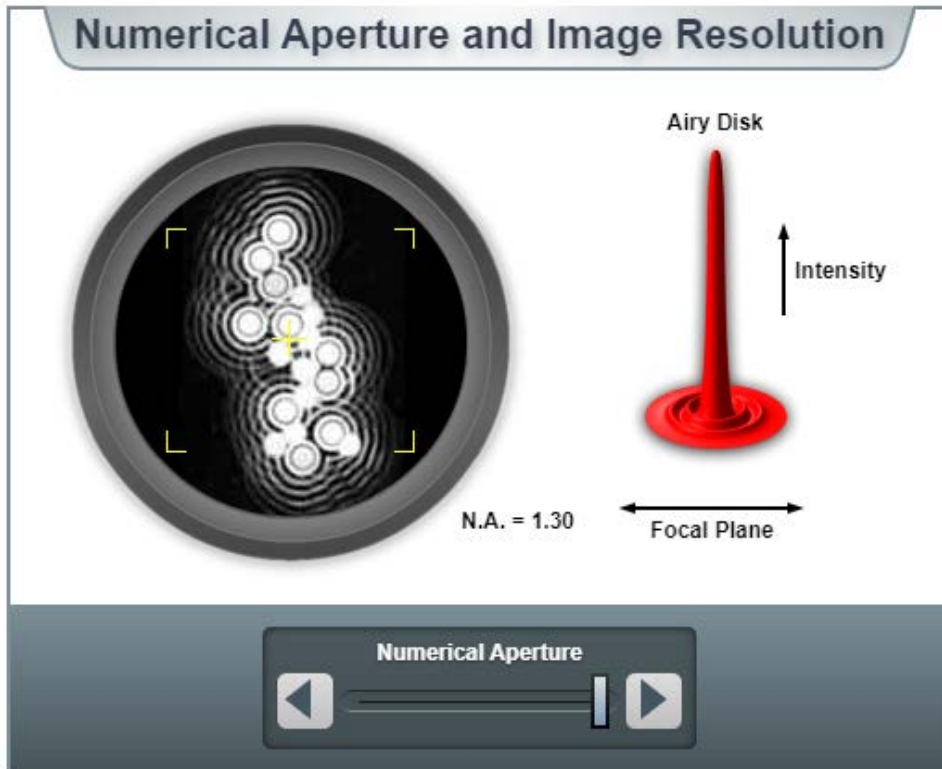 Numerical Aperture and Image Resolution
Airy Disk
Intensity
N.A. = 1.30
Focal Plane
Numerical Aperture